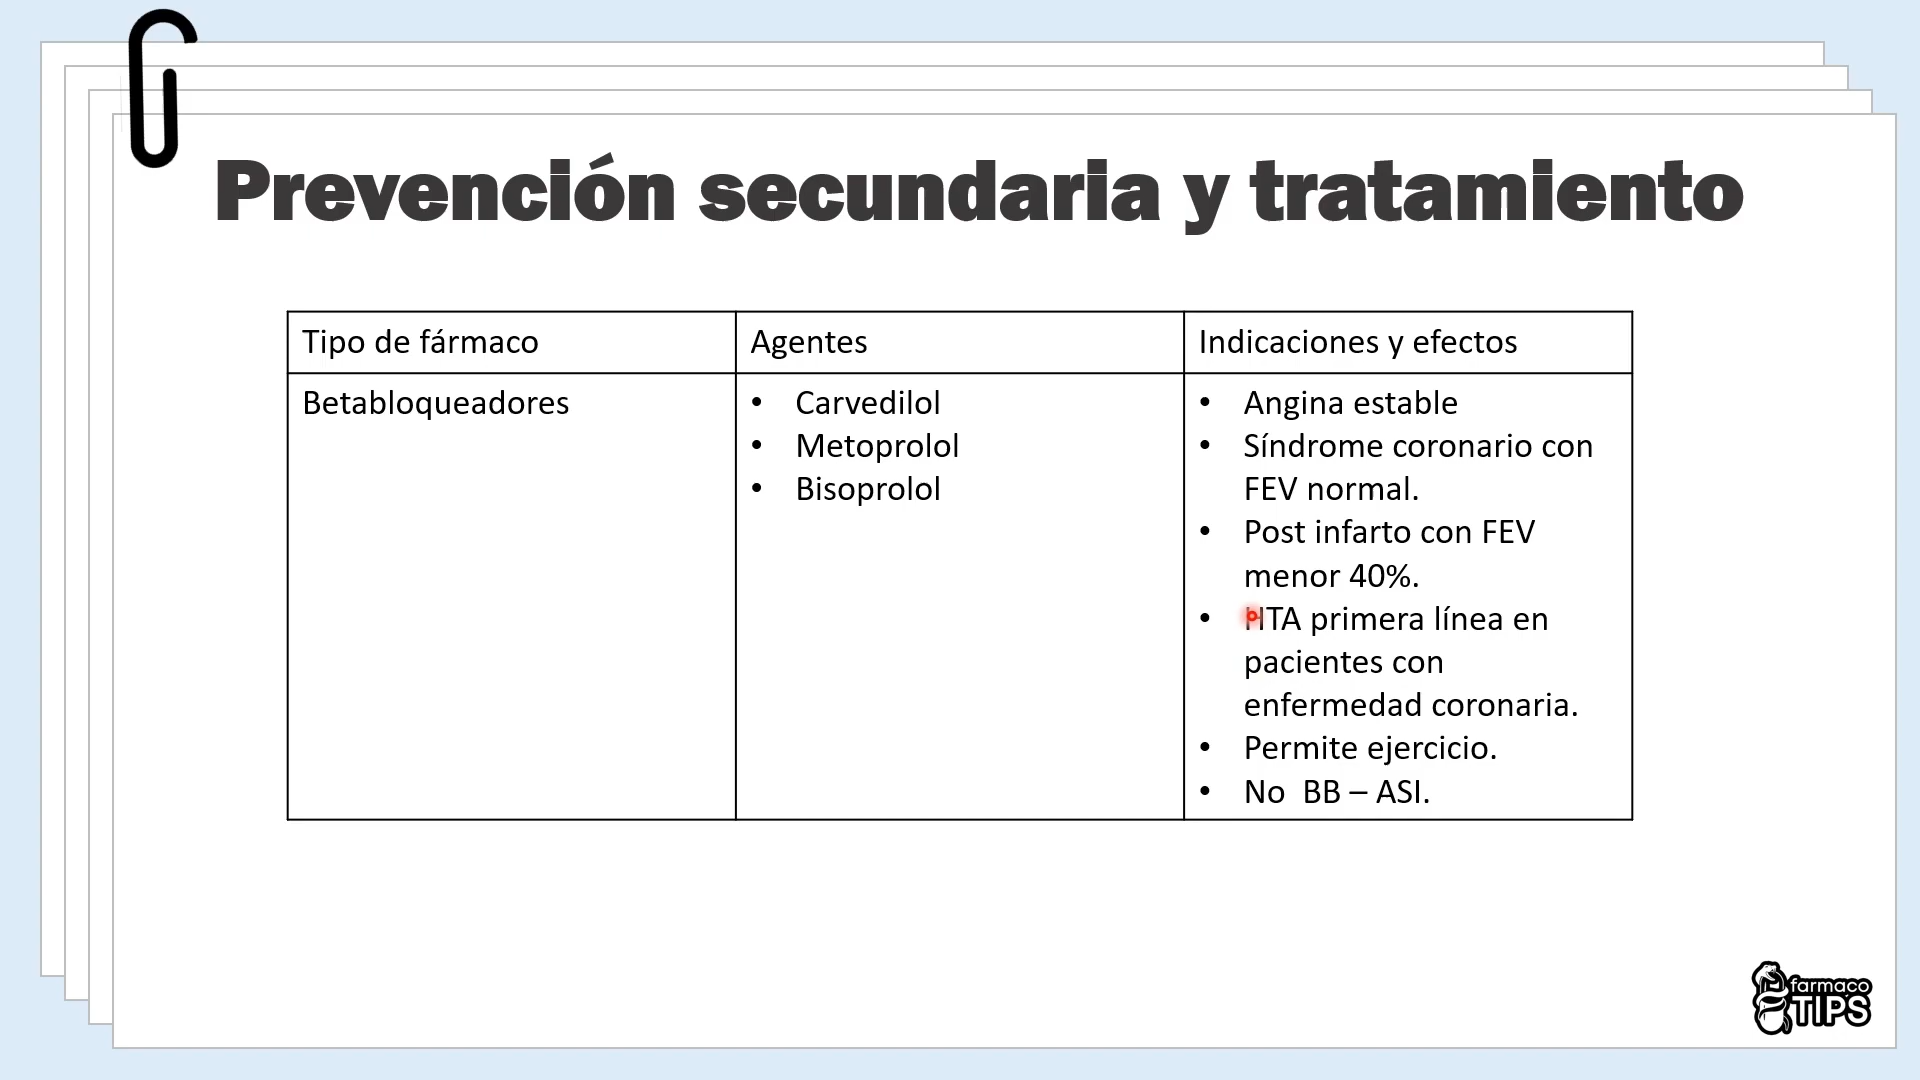 Prevención secundaria y tratamiento
Tipo de fármaco
Agentes
Indicaciones y efectos
Betabloqueadores
• Carvedilol
• Metoprolol
• Bisoprolol
• Angina estable
• Síndrome coronario con
FEV normal.
• Post infarto con FEV
menor 40%.
• HTA primera línea en
pacientes con
enfermedad coronaria.
• Permite ejercicio.
• No BB – ASI.
farmaco
TIPS